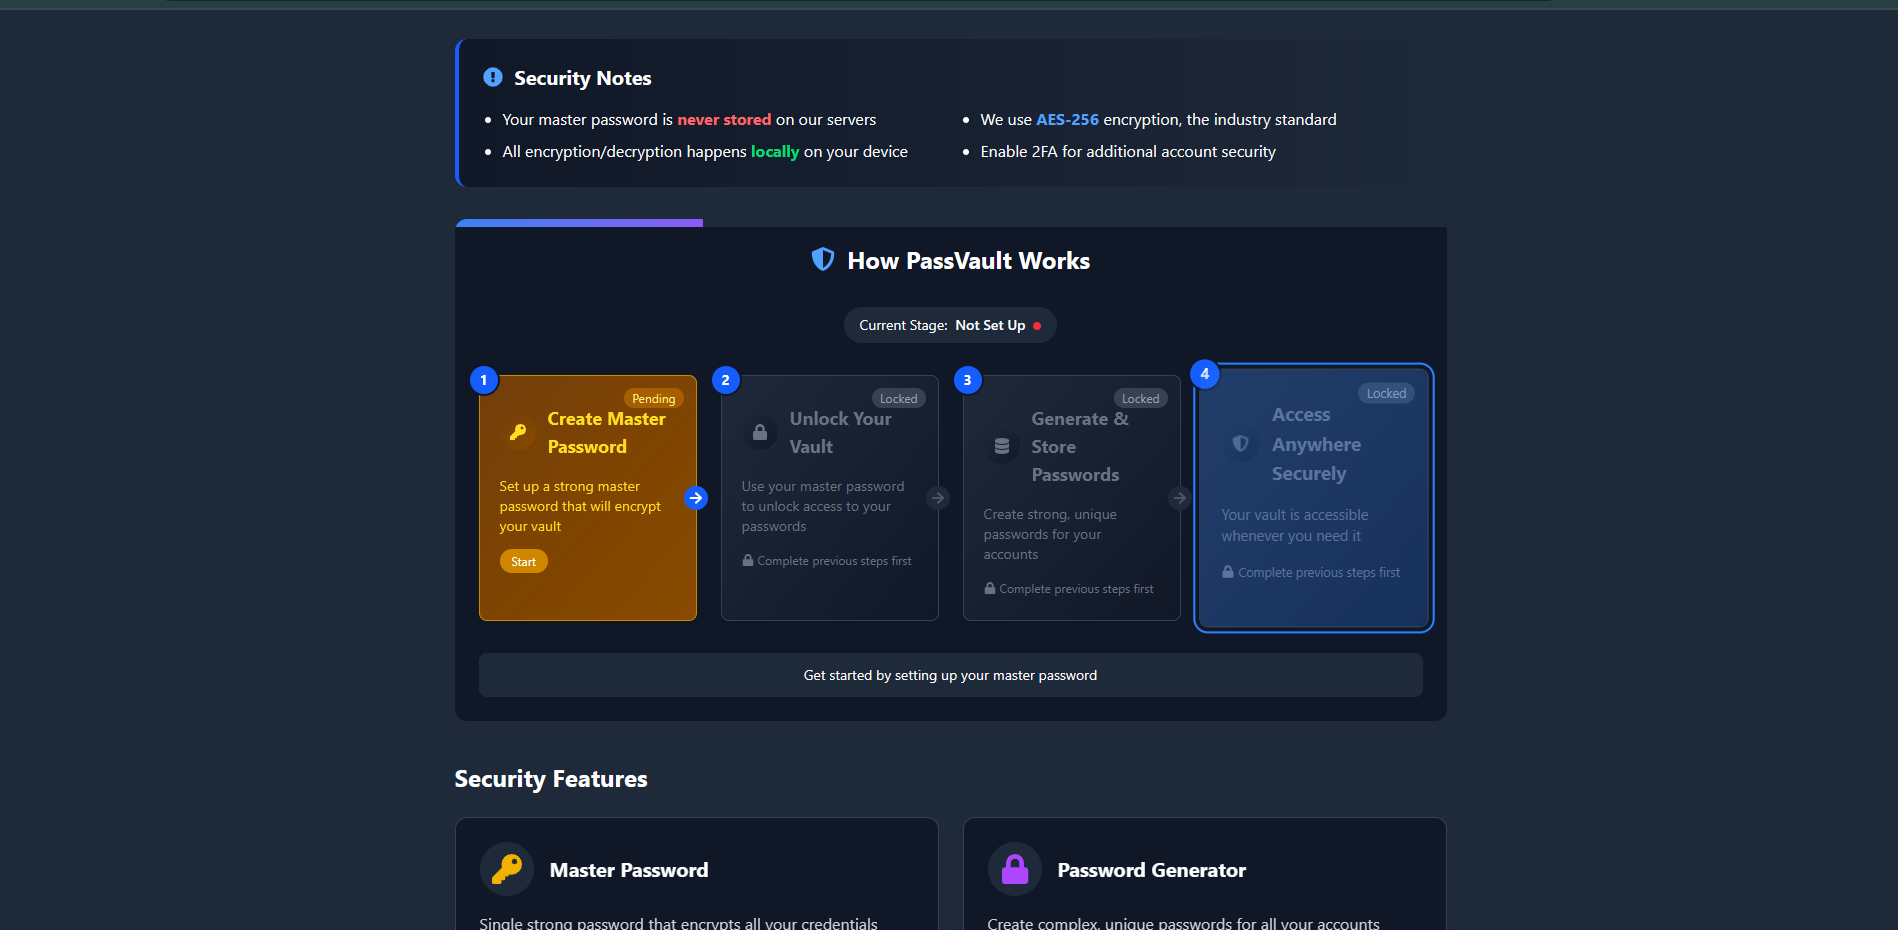 Security Notes
• Your master password is never stored on our servers
• All encryption/decryption happens locally on your device
• We use AES-256 encryption, the industry standard
• Enable 2FA for additional account security
How PassVault Works
Current Stage: Not Set Up
1
Pending
Create Master
Password
Set up a strong master
password that will encrypt
your vault
Start
2
Locked
Unlock Your
Vault
Use your master password
to unlock access to your
passwords
Complete previous steps first
3
Locked
Generate &
Store
Passwords
Create strong, unique
passwords for your
accounts
Complete previous steps first
4
Locked
Access
Anywhere
Securely
Your vault is accessible
whenever you need it
Complete previous steps first
Get started by setting up your master password
Security Features
Master Password
Single strong password that encrypts all your credentials
Password Generator
Create complex, unique passwords for all your accounts